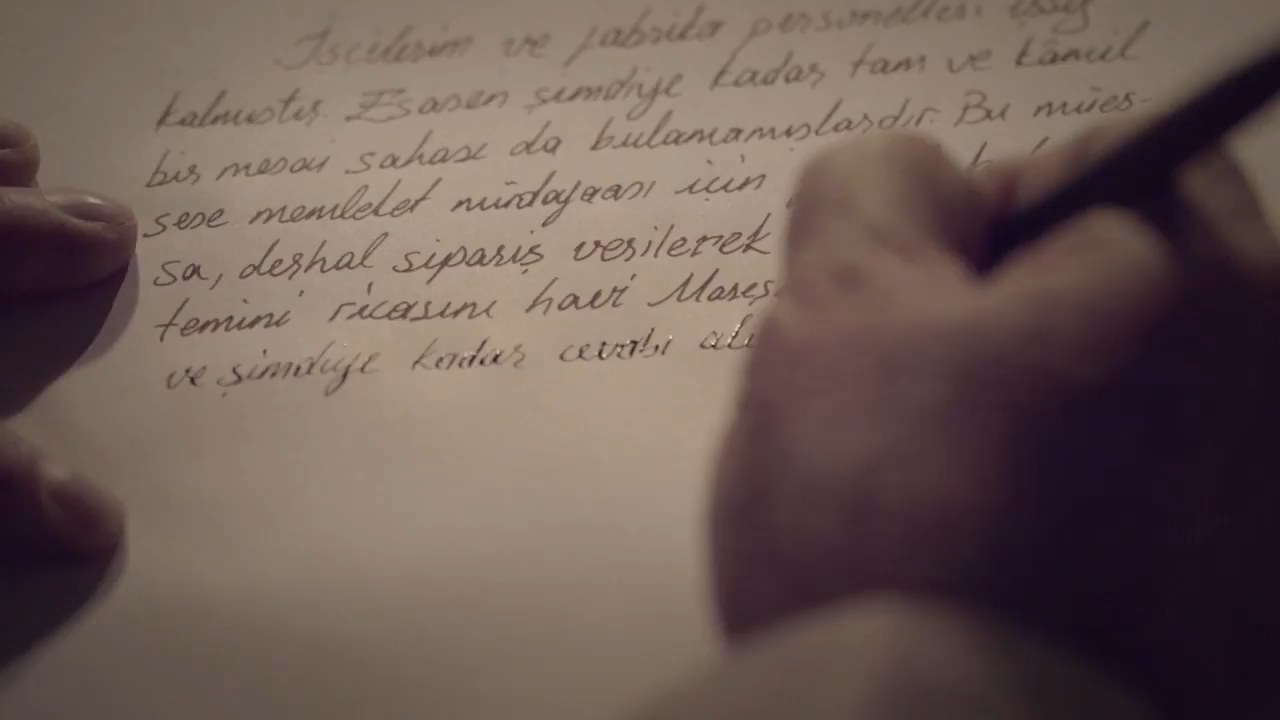 İşçilerim ve fabrika personelleri işsiz
kalmıştır. Esasen şimdiye kadar tam ve kâmil
bir mesai sahası da bulamamışlardır. Bu mües-
sese memleket müdafaası için
sa, derhal sipariş verilerek
temini ricasını havi Mareş
ve şimdiye kadar cevabı alı